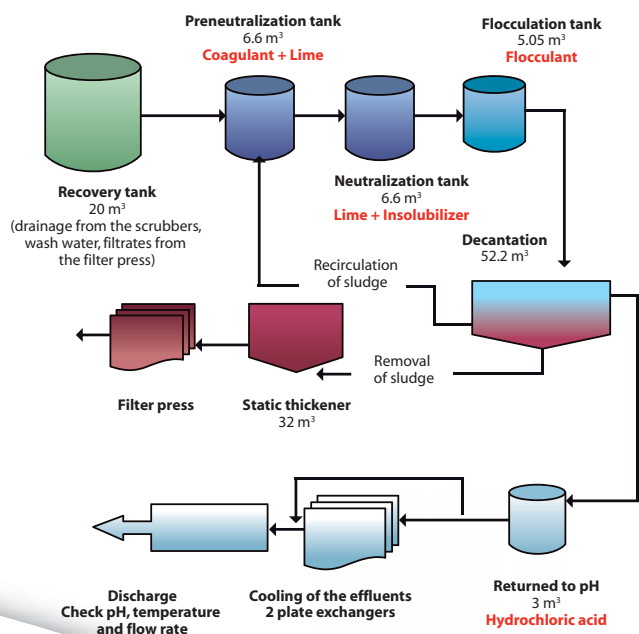 Preneutralization tank
6.6 m³
Coagulant + Lime
Flocculation tank
5.05 m³
Flocculant
Recovery tank
20 m³
(drainage from the scrubbers,
wash water, filtrates from
the filter press)
Neutralization tank
6.6 m³
Lime + Insolubilizer
Decantation
52.2 m³
Recirculation
of sludge
Removal
of sludge
Filter press
Static thickener
32 m³
Discharge
Check pH, temperature
and flow rate
Cooling of the effluents
2 plate exchangers
Returned to pH
3 m³
Hydrochloric acid